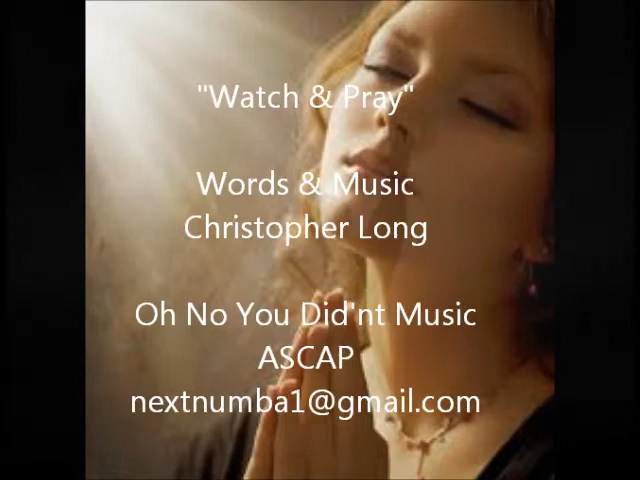 "Watch & Pray"
Words & Music
Christopher Long
Oh No You Did'nt Music
ASCAP
nextnumba1@gmail.com